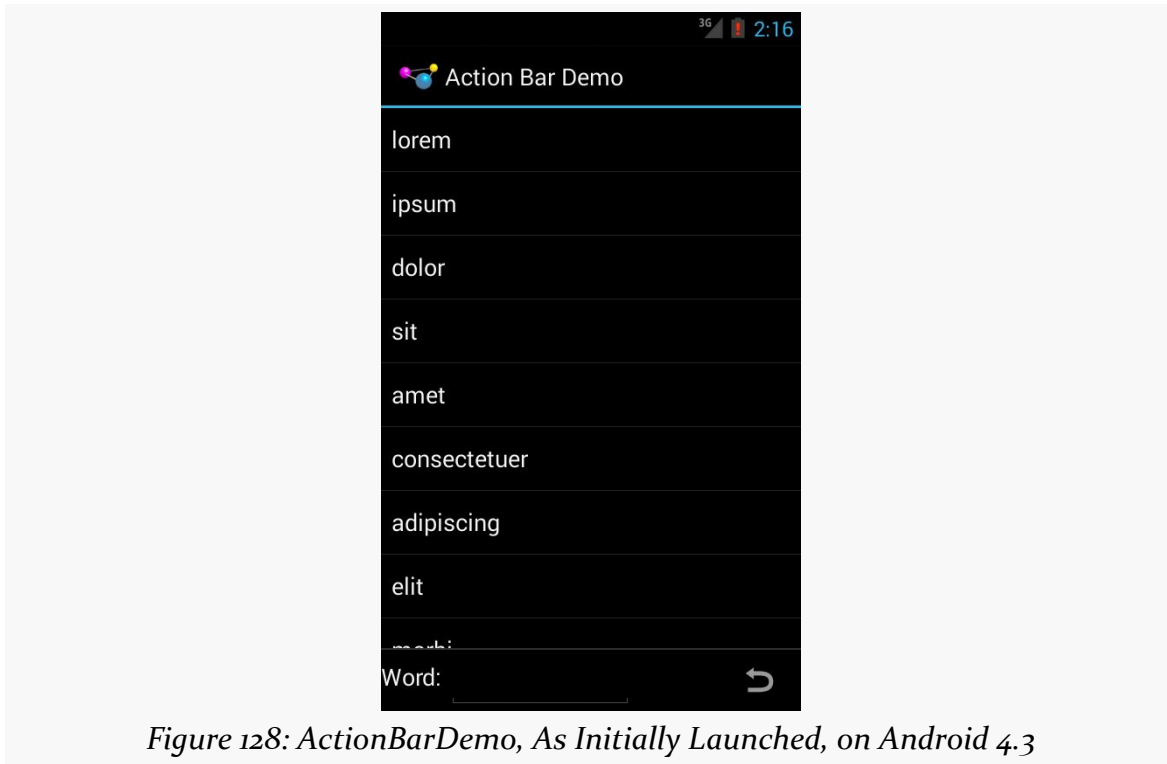 3G 2:16
Action Bar Demo
lorem
ipsum
dolor
sit
amet
consectetuer
adipiscing
elit
morbi
Word:
Figure 128: ActionBarDemo, As Initially Launched, on Android 4.3